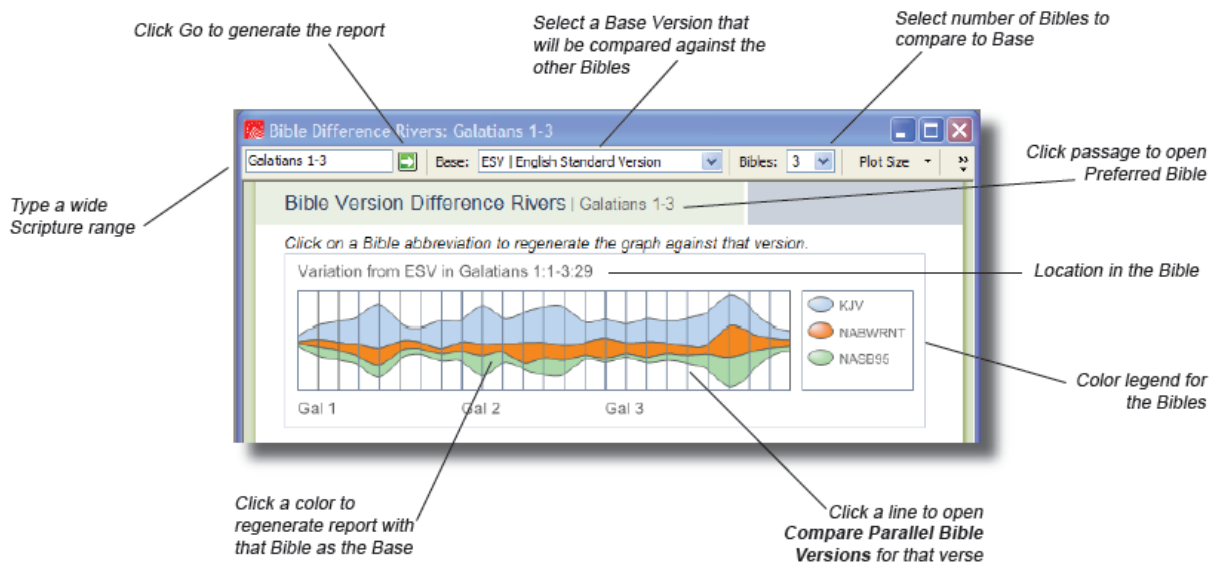 Click Go to generate the report
Select a Base Version that
will be compared against the
other Bibles
Select number of Bibles to
compare to Base
Bible Difference Rivers: Galatians 1-3
Galatians 1-3
Base:
ESV | English Standard Version
Bibles:
3
Plot Size
Click passage to open
Preferred Bible
Type a wide
Scripture range
Bible Version Difference Rivers | Galatians 1-3
Click on a Bible abbreviation to regenerate the graph against that version.
Variation from ESV in Galatians 1:1-3:29
Location in the Bible
KJV
NABWRNT
NASB95
Color legend for
the Bibles
Gal 1
Gal 2
Gal 3
Click a color to
regenerate report with
that Bible as the Base
Click a line to open
Compare Parallel Bible
Versions for that verse